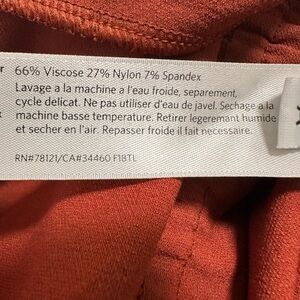 66% Viscose 27% Nylon 7% Spandex
Lavage a la machine a l'eau froide, separement,
cycle delicat. Ne pas utiliser d'eau de javel. Sechage a la
machine basse temperature. Retirer legerement humide
et secher en l'air. Repasser froide il fait necessaire.
RN#78121/CA#34460 F18TL